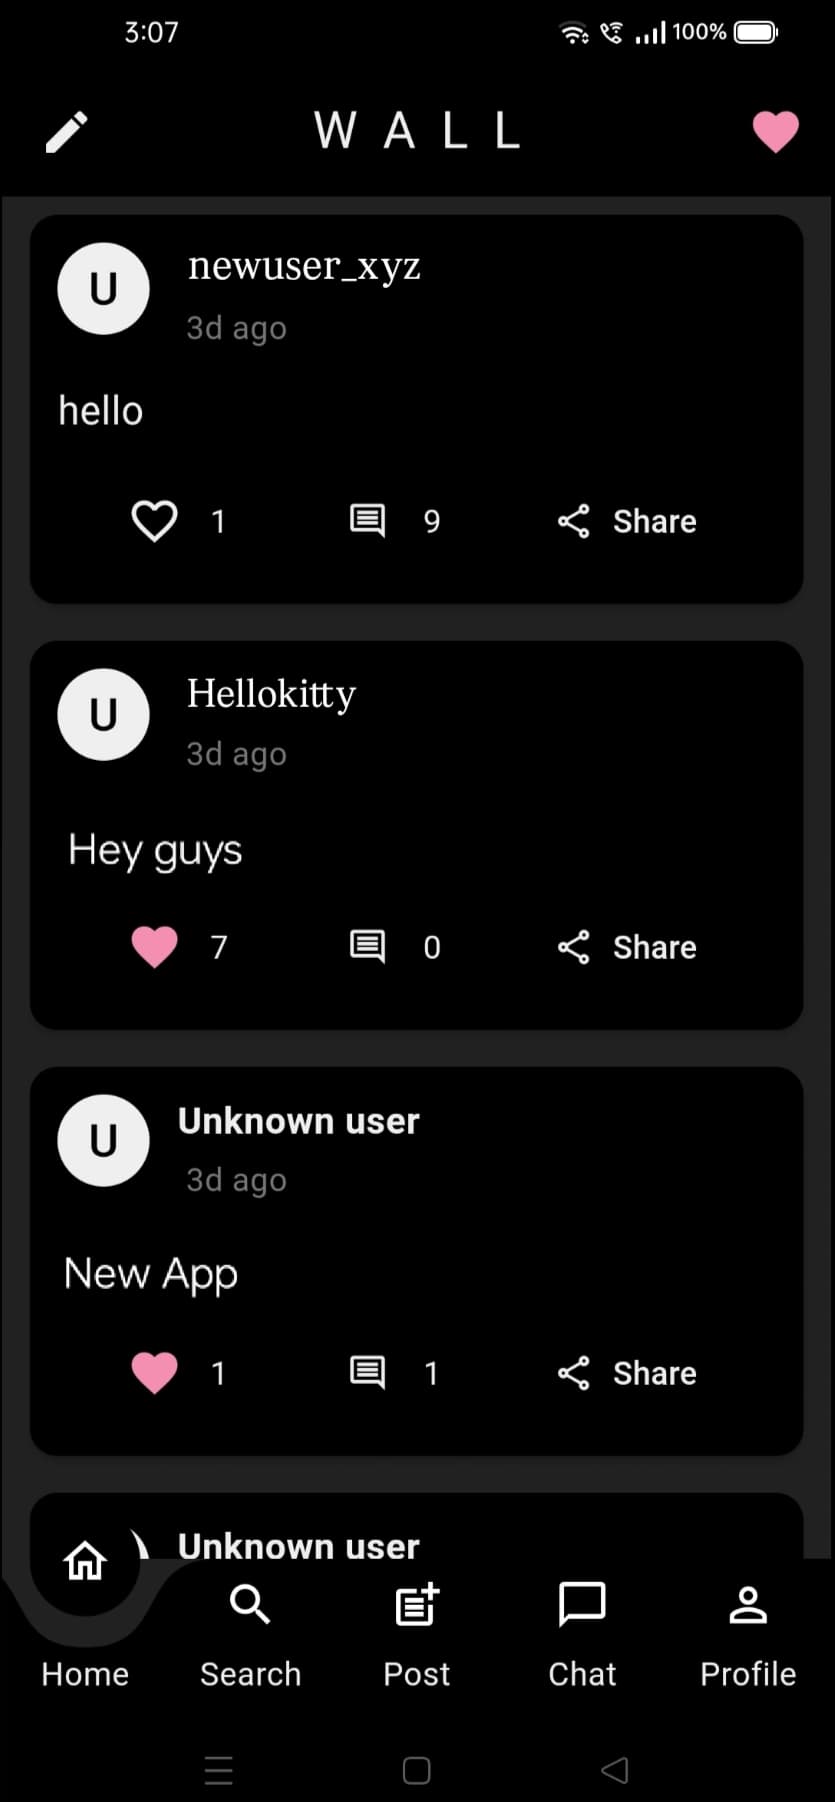 3:07
100%
WALL
U
newuser_xyz
3d ago
hello
1
9
Share
U
Hellokitty
3d ago
Hey guys
7
0
Share
U
Unknown user
3d ago
New App
1
1
Share
Unknown user
Home
Search
Post
Chat
Profile